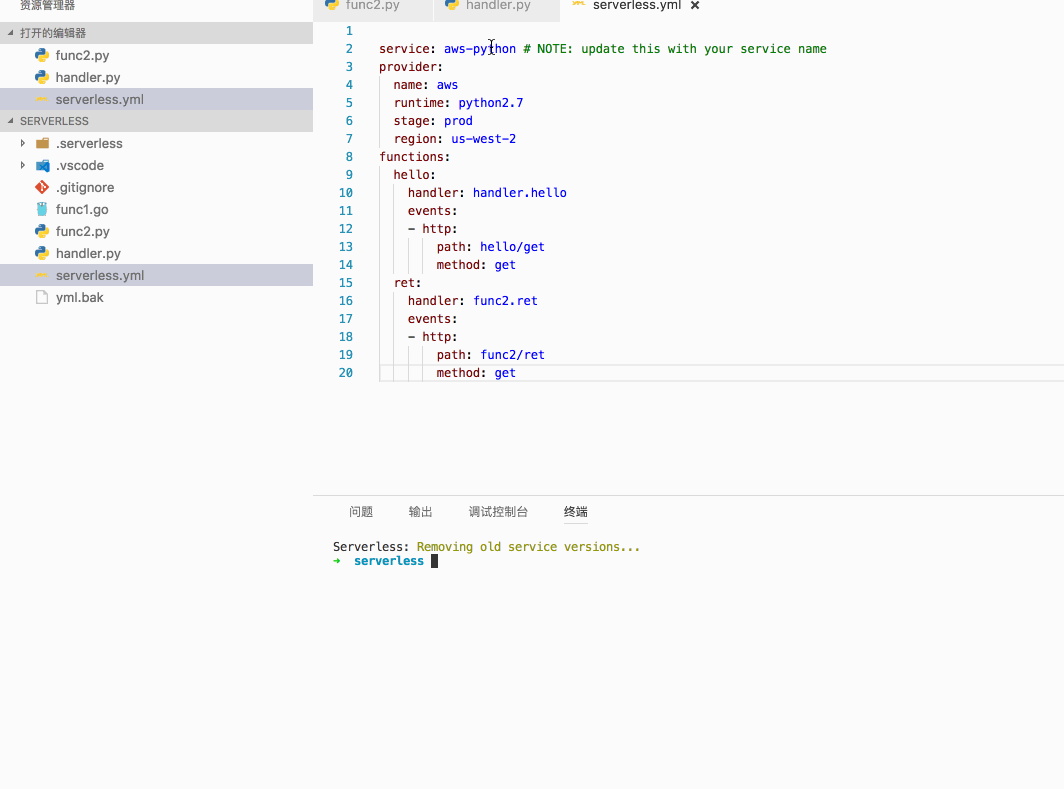 资源管理器
打开的编辑器
func2.py
handler.py
serverless.yml
SERVERLESS
.serverless
.vscode
.gitignore
func1.go
func2.py
handler.py
serverless.yml
yml.bak
func2.py handler.py serverless.yml ×
1
2 service: aws-python # NOTE: update this with your service name
3 provider:
4 name: aws
5 runtime: python2.7
6 stage: prod
7 region: us-west-2
8 functions:
9 hello:
10 handler: handler.hello
11 events:
12 - http:
13 path: hello/get
14 method: get
15 ret:
16 handler: func2.ret
17 events:
18 - http:
19 path: func2/ret
20 method: get
问题 输出 调试控制台 终端
Serverless: Removing old service versions...
➜ serverless